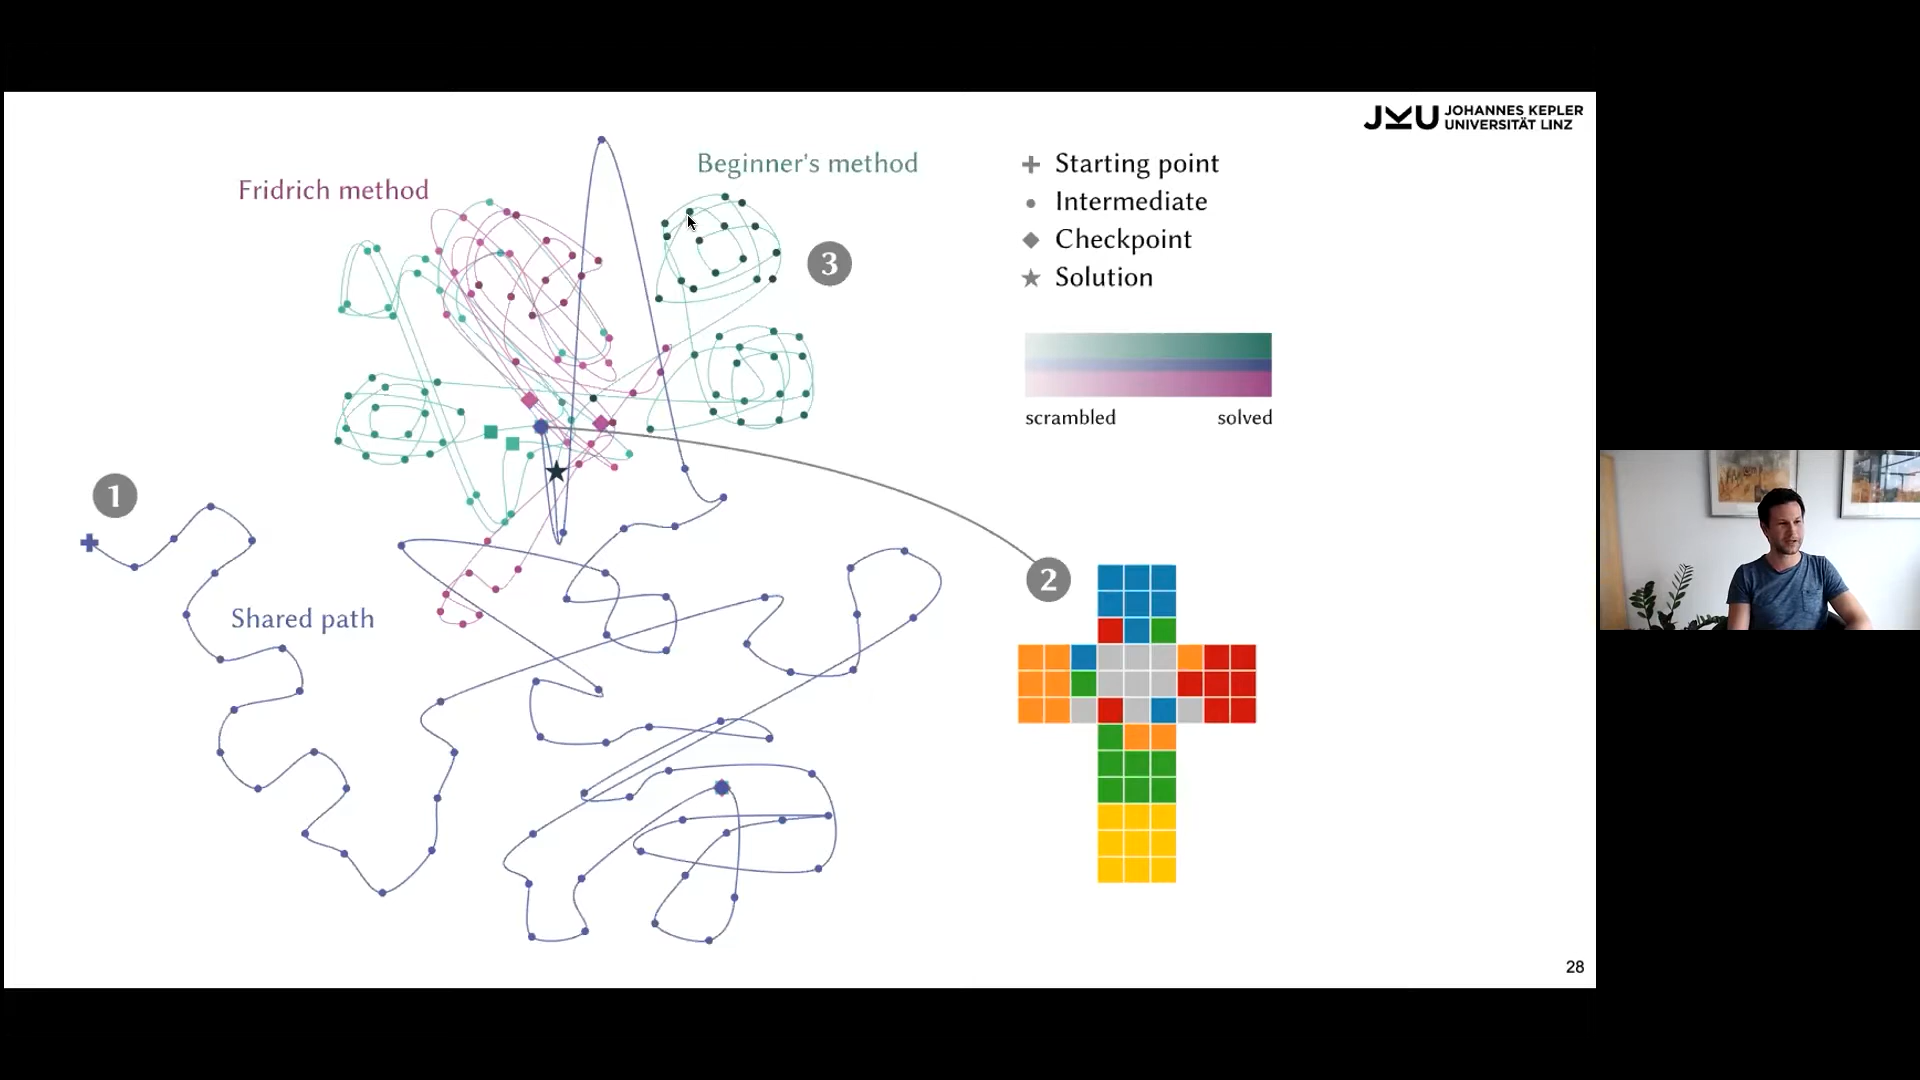 JKU JOHANNES KEPLER
UNIVERSITÄT LINZ
Beginner's method
Fridrich method
Starting point
Intermediate
Checkpoint
Solution
3
scrambled
solved
1
2
Shared path
28